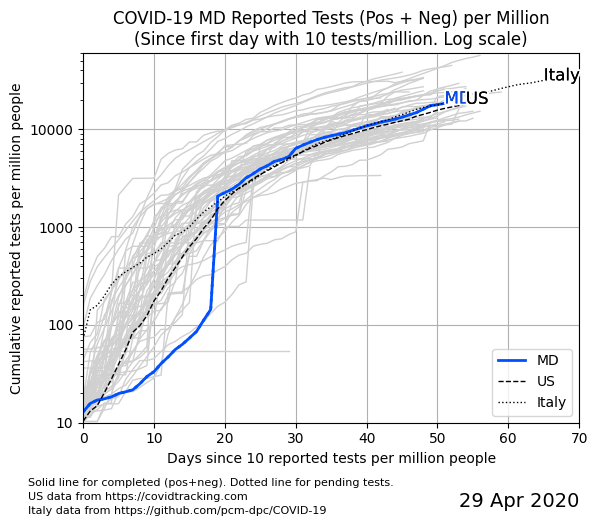 COVID-19 MD Reported Tests (Pos + Neg) per Million
(Since first day with 10 tests/million. Log scale)
Cumulative reported tests per million people
10000
1000
100
10
Italy
MD
US
MD
US
Italy
0 10 20 30 40 50 60 70
Days since 10 reported tests per million people
Solid line for completed (pos+neg). Dotted line for pending tests.
US data from https://covidtracking.com
Italy data from https://github.com/pcm-dpc/COVID-19
29 Apr 2020